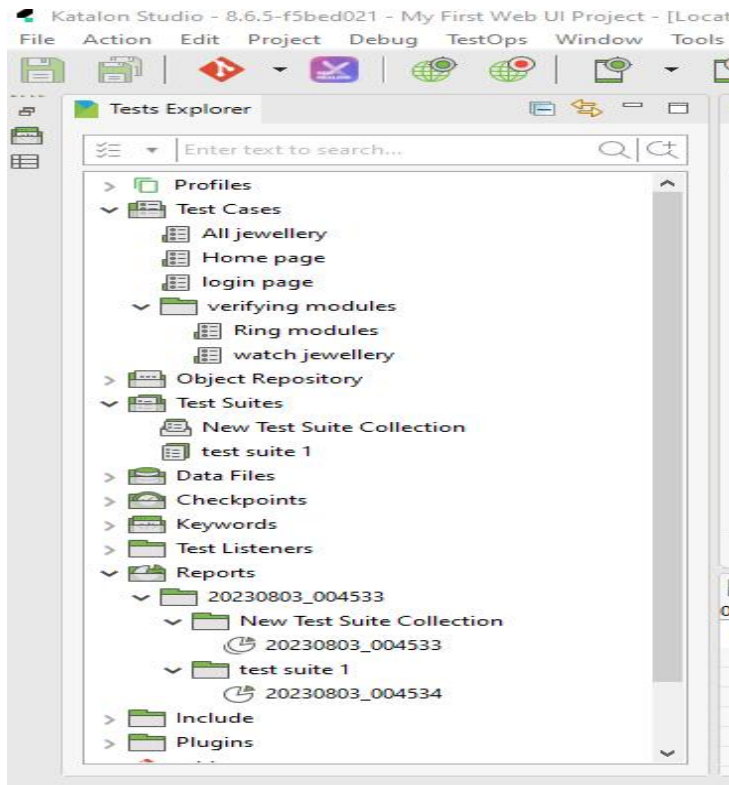 Katalon Studio - 8.6.5-f5bed021 - My First Web UI Project - [Locat
File Action Edit Project Debug TestOps Window Tools
Tests Explorer
Enter text to search...
Profiles
Test Cases
All jewellery
Home page
login page
verifying modules
Ring modules
watch jewellery
Object Repository
Test Suites
New Test Suite Collection
test suite 1
Data Files
Checkpoints
Keywords
Test Listeners
Reports
20230803_004533
New Test Suite Collection
20230803_004533
test suite 1
20230803_004534
Include
Plugins